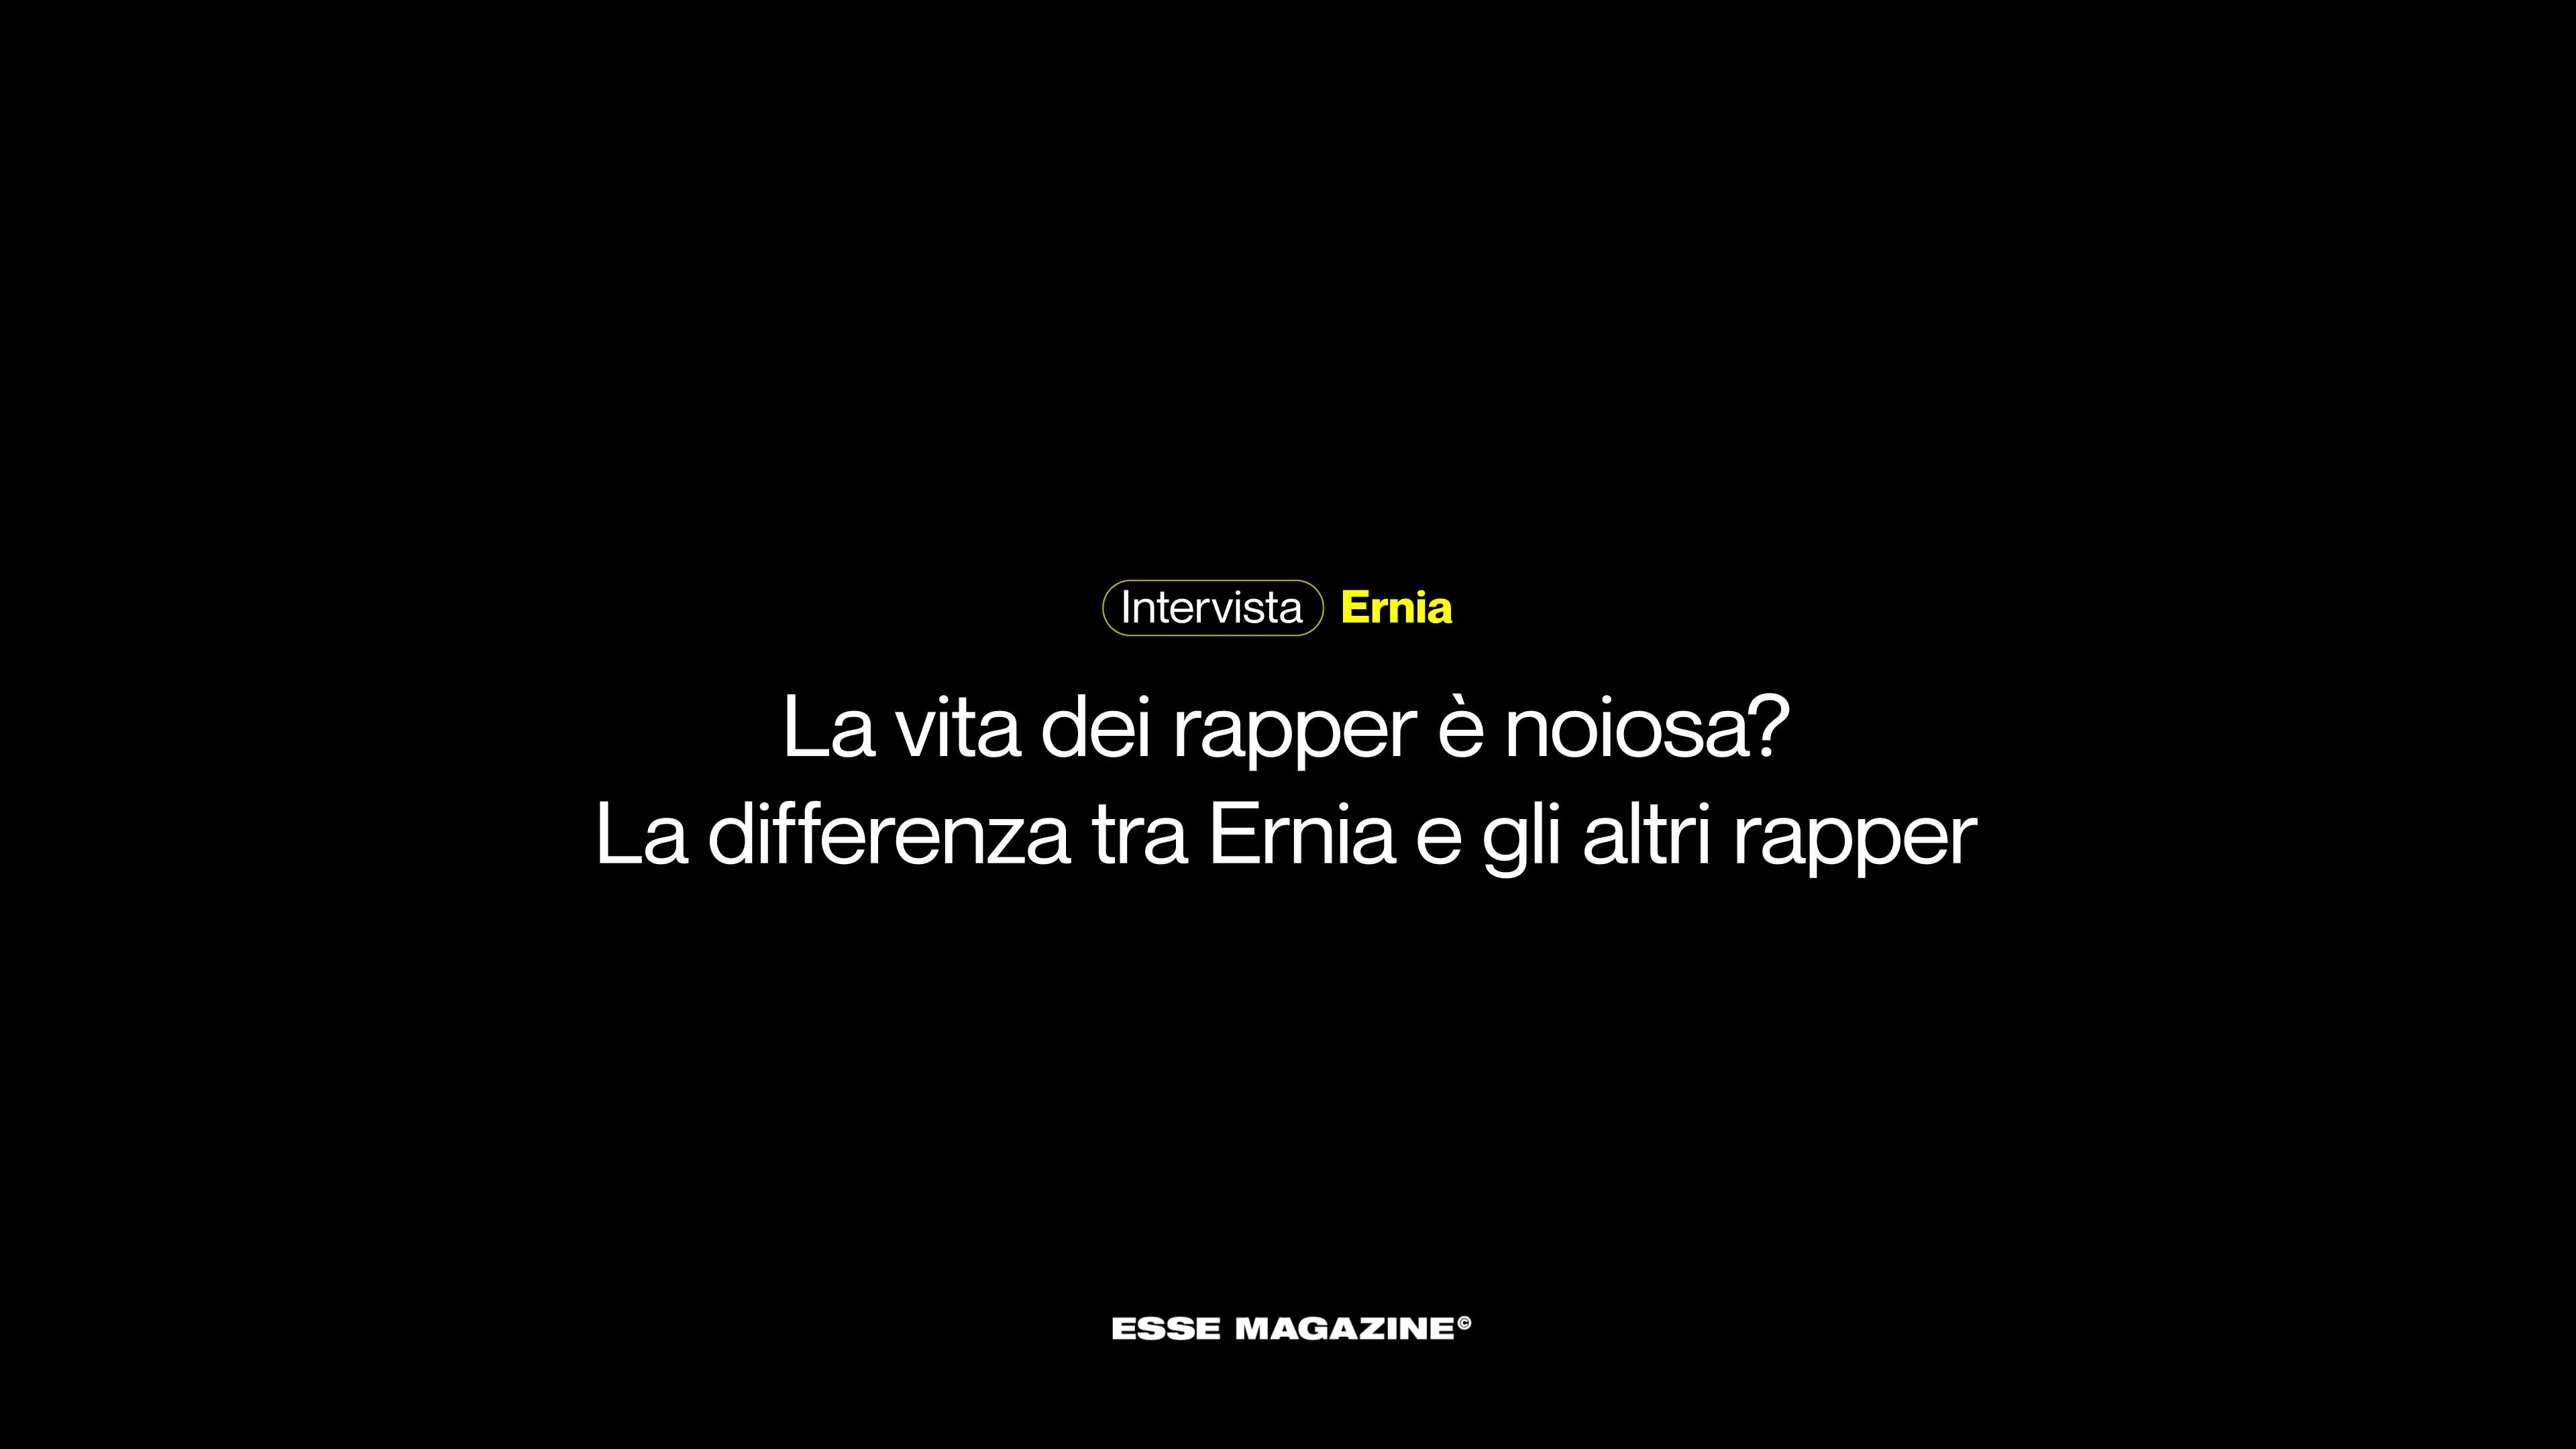 Intervista Ernia
La vita dei rapper è noiosa?
La differenza tra Ernia e gli altri rapper
ESSE MAGAZINE©